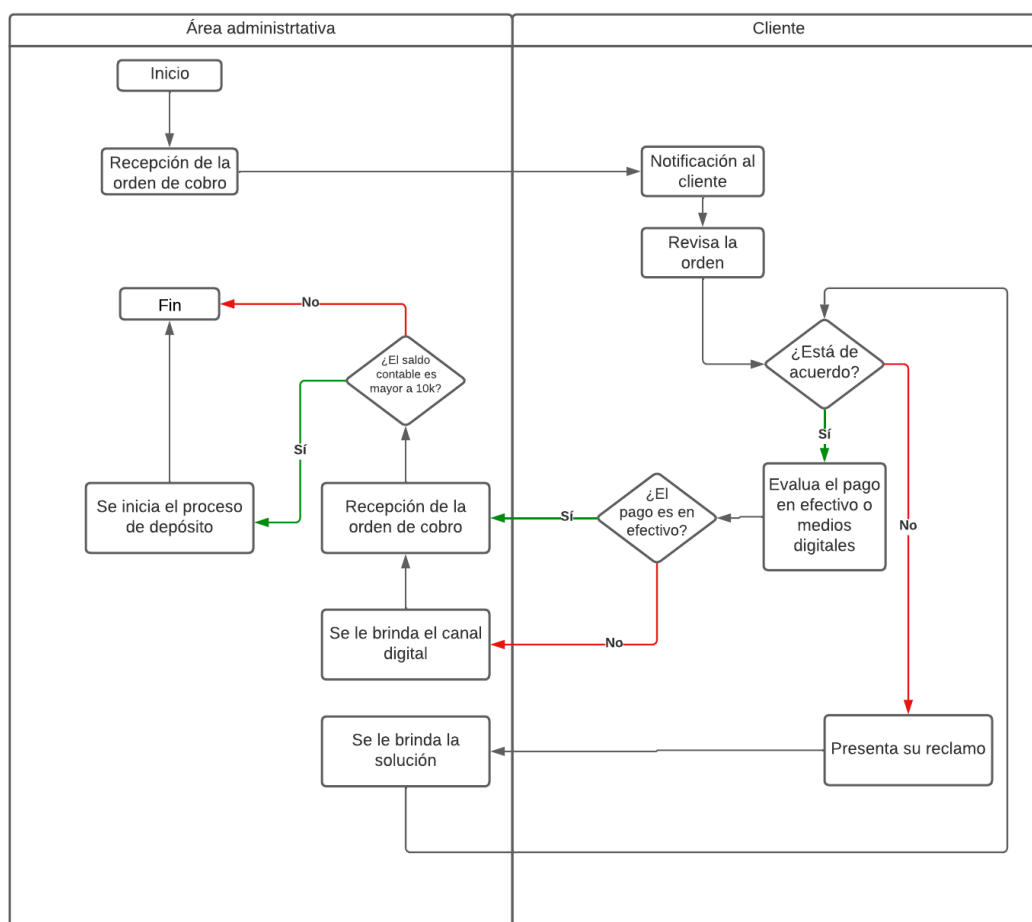 Área administrtativa
Cliente
Inicio
Recepción de la
orden de cobro
Notificación al
cliente
Revisa la
orden
Fin
No
¿El saldo
contable es
mayor a 10k?
¿Está de
acuerdo?
Sí
Sí
Se inicia el proceso
de depósito
Recepción de la
orden de cobro
Sí
¿El
pago es en
efectivo?
Evalua el pago
en efectivo o
medios
digitales
No
Se le brinda el canal
digital
No
Se le brinda la
solución
Presenta su reclamo